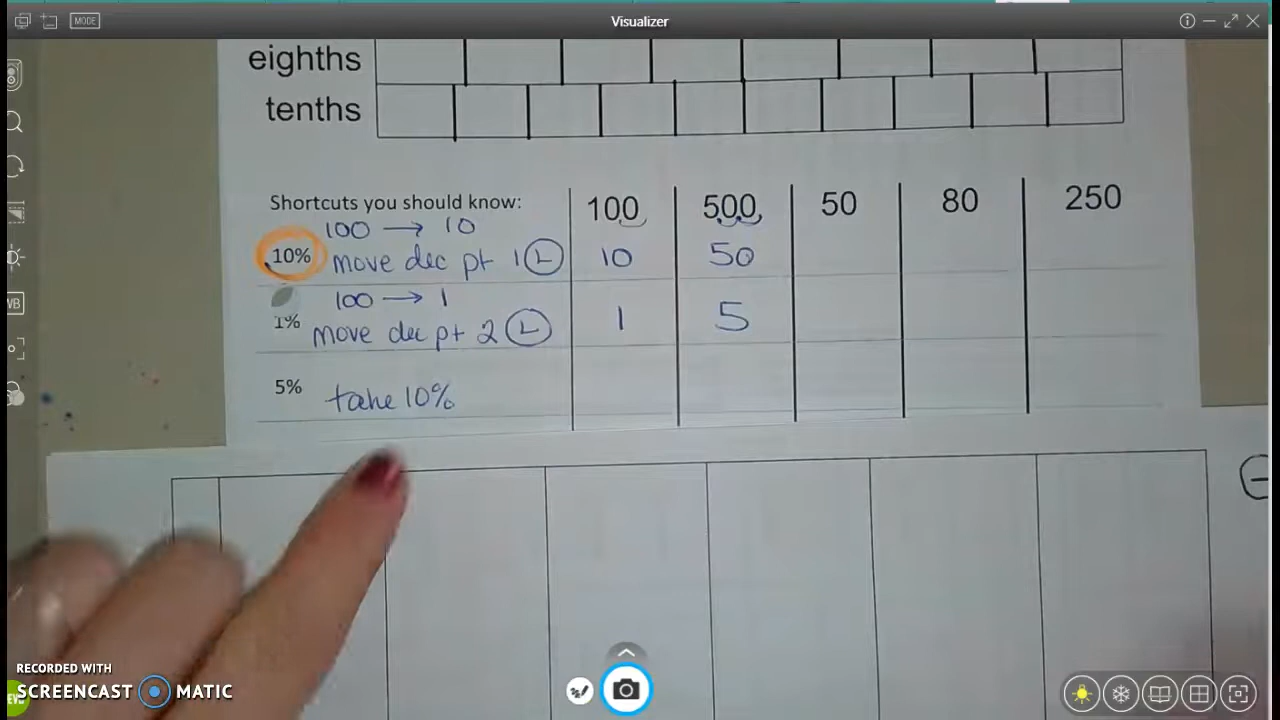 MODE
Visualizer
eighths
tenths
Shortcuts you should know:
100 500 50 80 250
100 → 10
10% move dec pt 1 L 10 50
100 → 1
1% move dec pt 2 L 1 5
5% take 10%
WB
RECORDED WITH
SCREENCAST MATIC